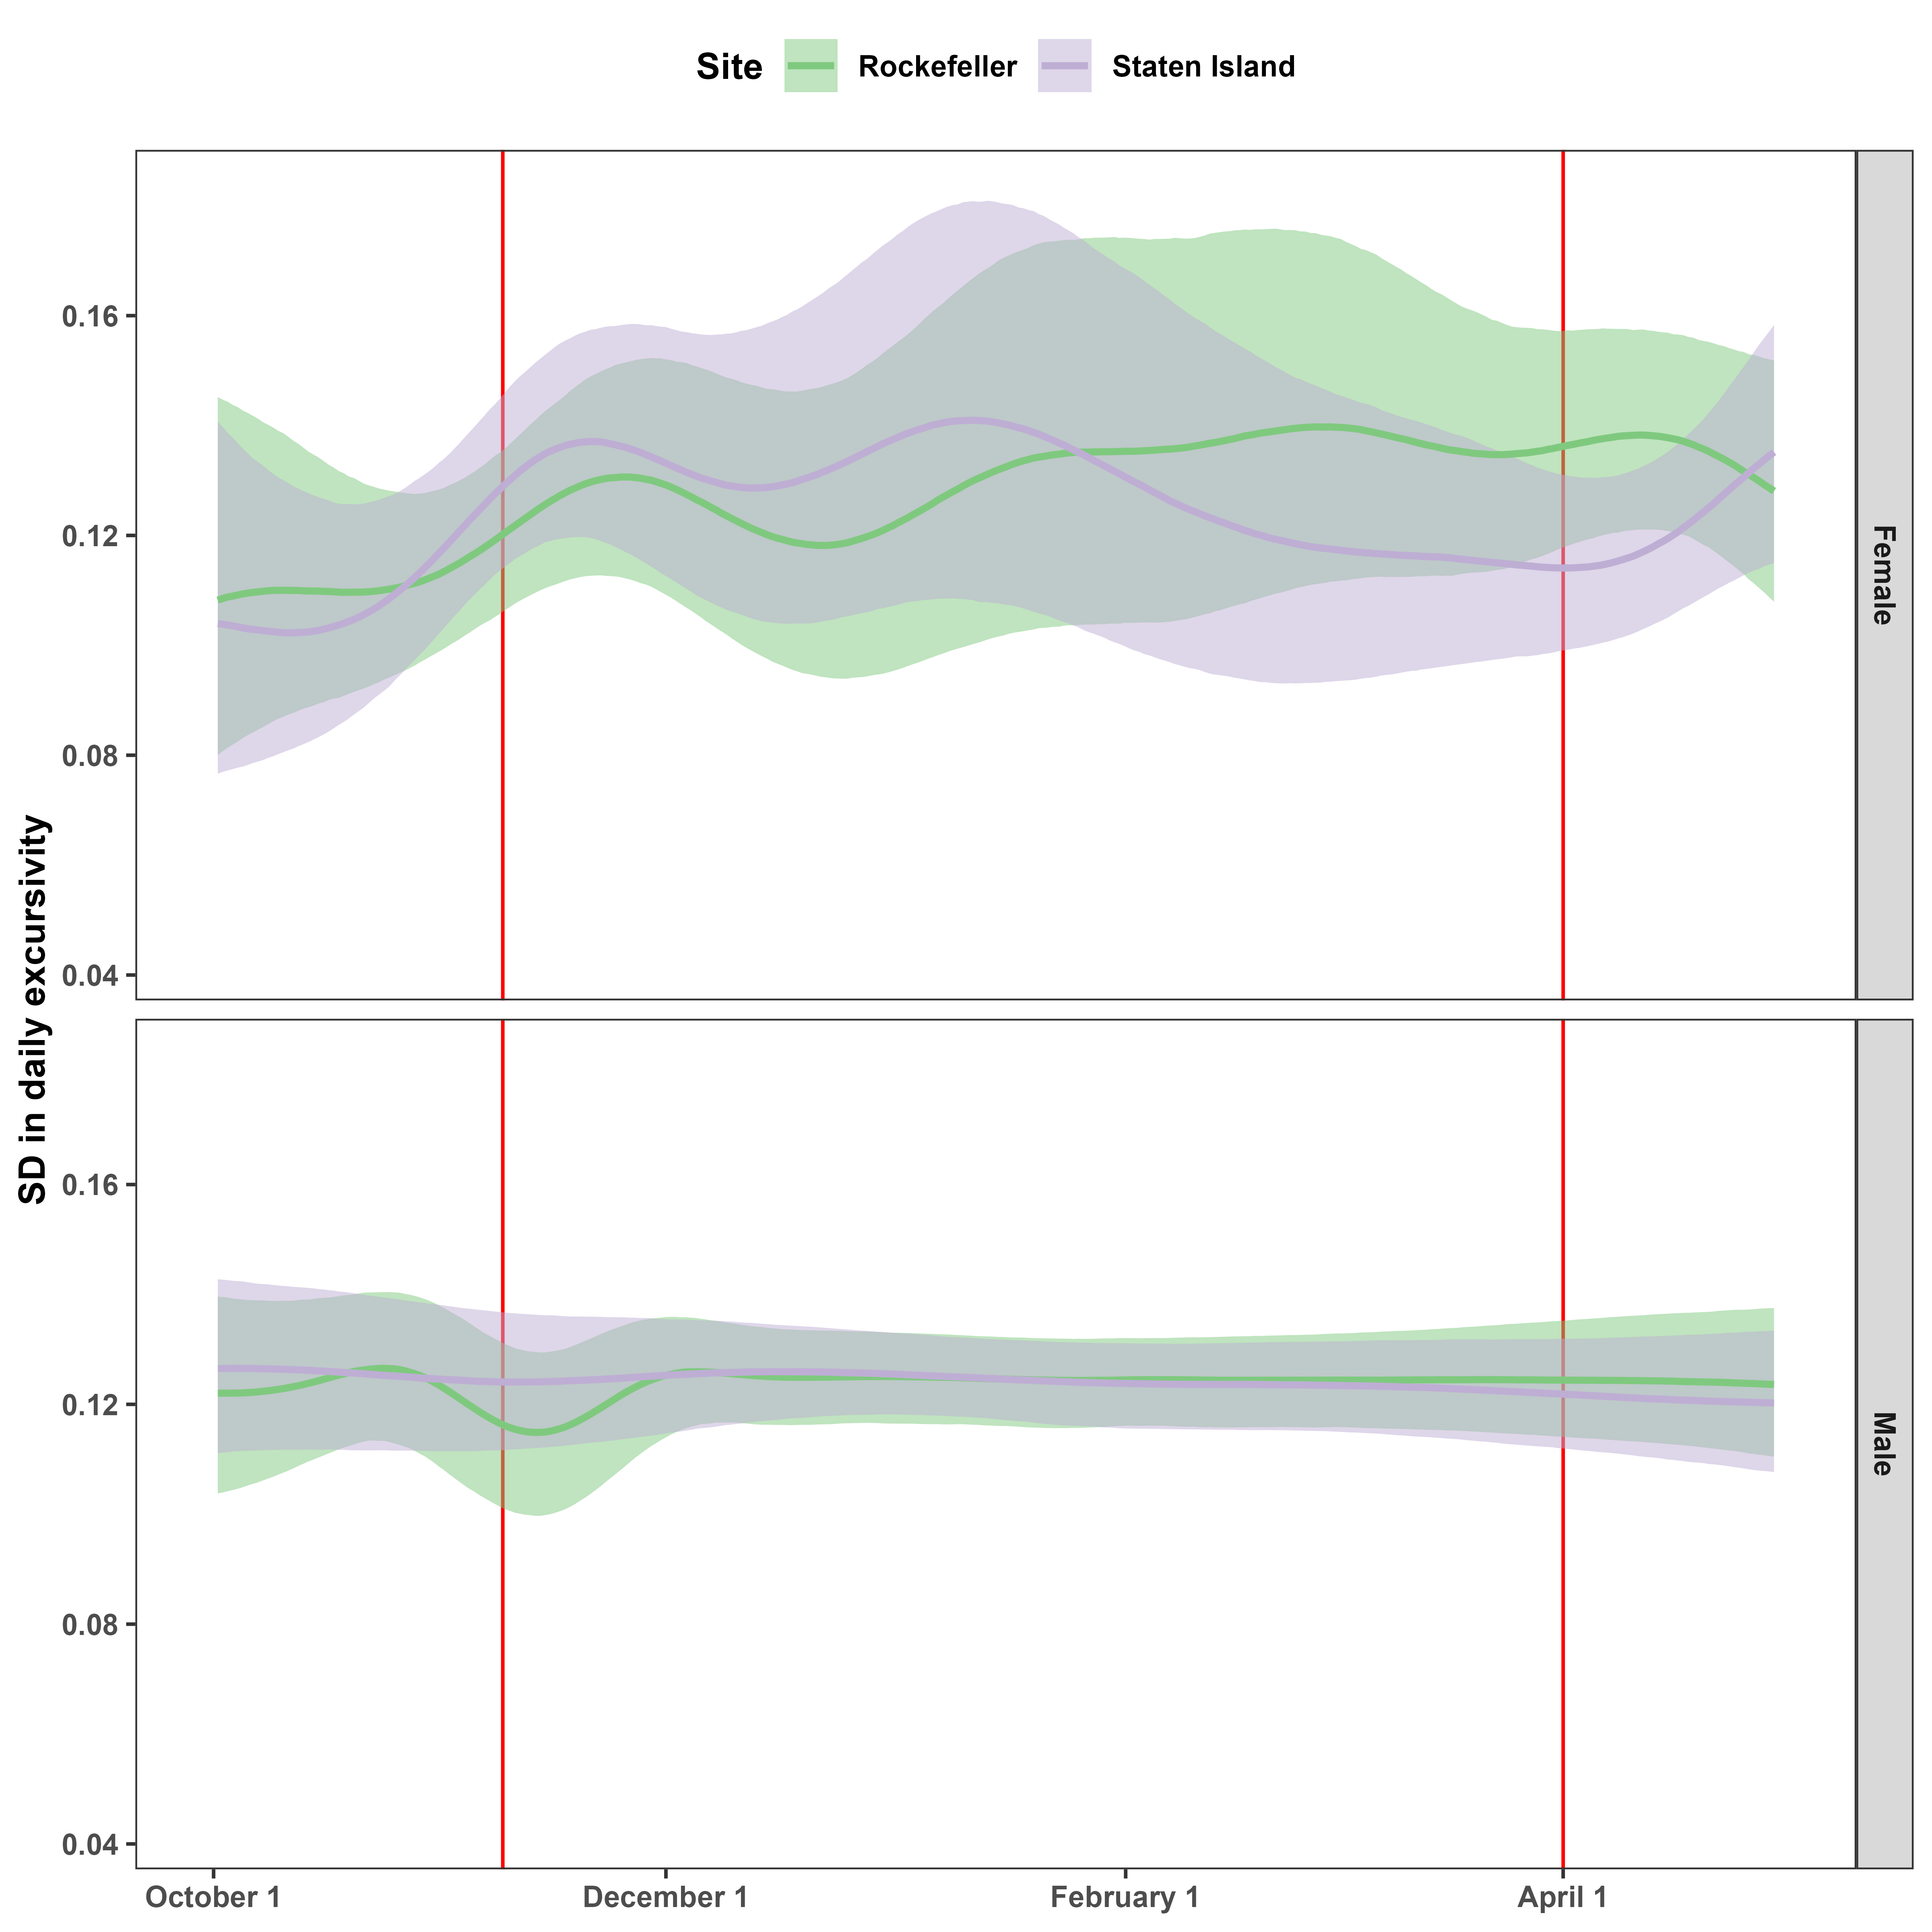 Site Rockefeller Staten Island
SD in daily excursivity
0.16
0.12
0.08
0.04
Female
0.16
0.12
0.08
0.04
Male
October 1 December 1 February 1 April 1